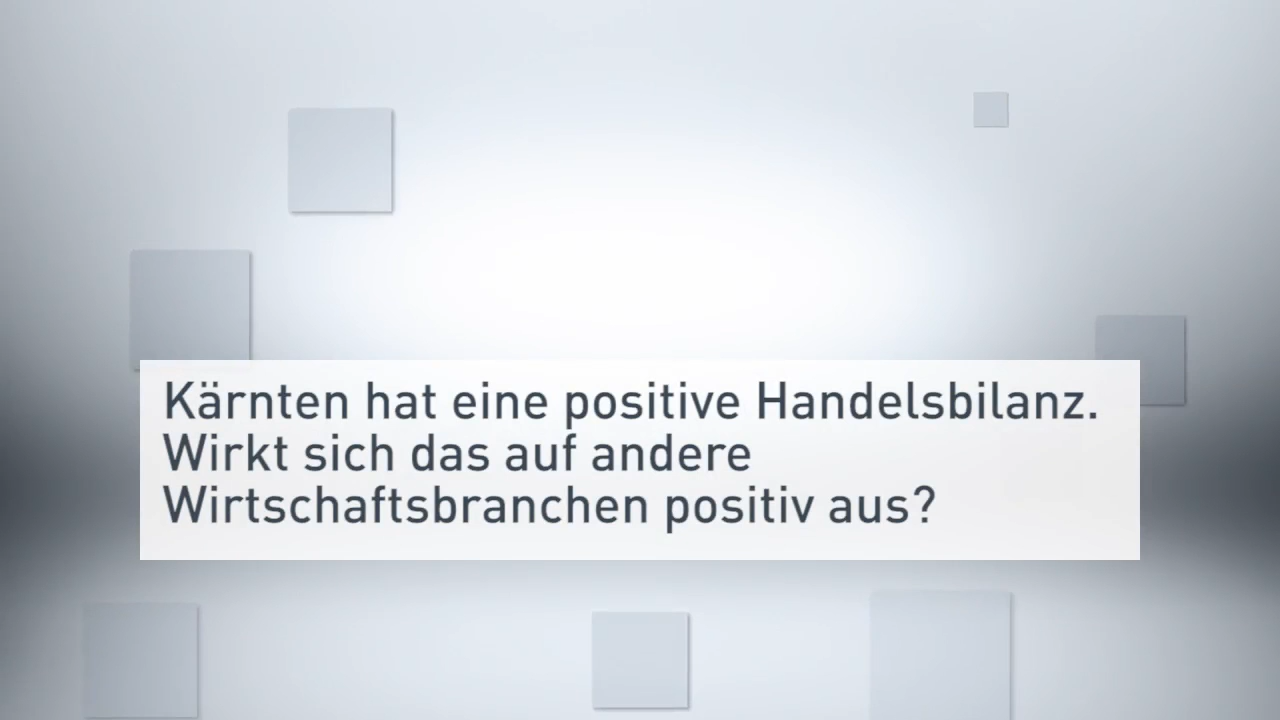 Kärnten hat eine positive Handelsbilanz.
Wirkt sich das auf andere
Wirtschaftsbranchen positiv aus?